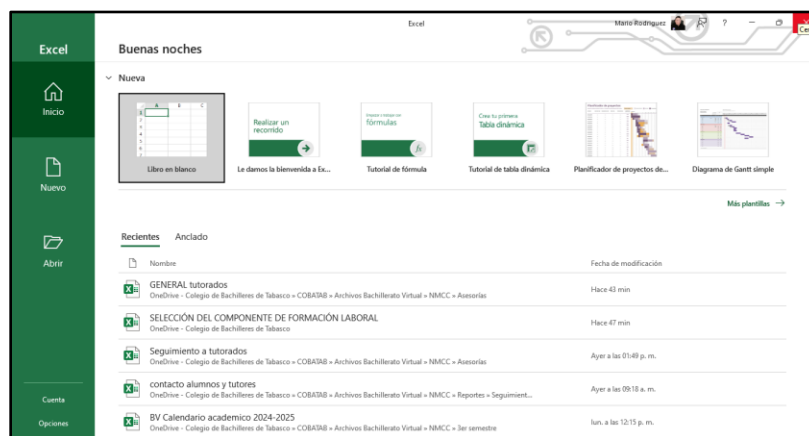 Excel
Mario Rodriguez
?
Cer
Excel
Buenas noches
Inicio
Nuevo
Abrir
Cuenta
Opciones
Nueva
A B C
Realizar un
recorrido
fórmulas
fx
Crea tu primera
Tabla dinámica
Libro en blanco
Le damos la bienvenida a Ex...
Tutorial de fórmula
Tutorial de tabla dinámica
Planificador de proyectos de...
Diagrama de Gantt simple
Más plantillas
Recientes Anclado
Nombre Fecha de modificación
GENERAL tutorados
OneDrive - Colegio de Bachilleres de Tabasco » COBATAB » Archivos Bachillerato Virtual » NMCC » Asesorías
Hace 43 min
SELECCIÓN DEL COMPONENTE DE FORMACIÓN LABORAL
OneDrive - Colegio de Bachilleres de Tabasco
Hace 47 min
Seguimiento a tutorados
OneDrive - Colegio de Bachilleres de Tabasco » COBATAB » Archivos Bachillerato Virtual » NMCC » Asesorías
Ayer a las 01:49 p. m.
contacto alumnos y tutores
OneDrive - Colegio de Bachilleres de Tabasco » COBATAB » Archivos Bachillerato Virtual » NMCC » Reportes » Seguimient...
Ayer a las 09:18 a. m.
BV Calendario academico 2024-2025
OneDrive - Colegio de Bachilleres de Tabasco » COBATAB » Archivos Bachillerato Virtual » NMCC » 3er semestre
lun. a las 12:15 p. m.